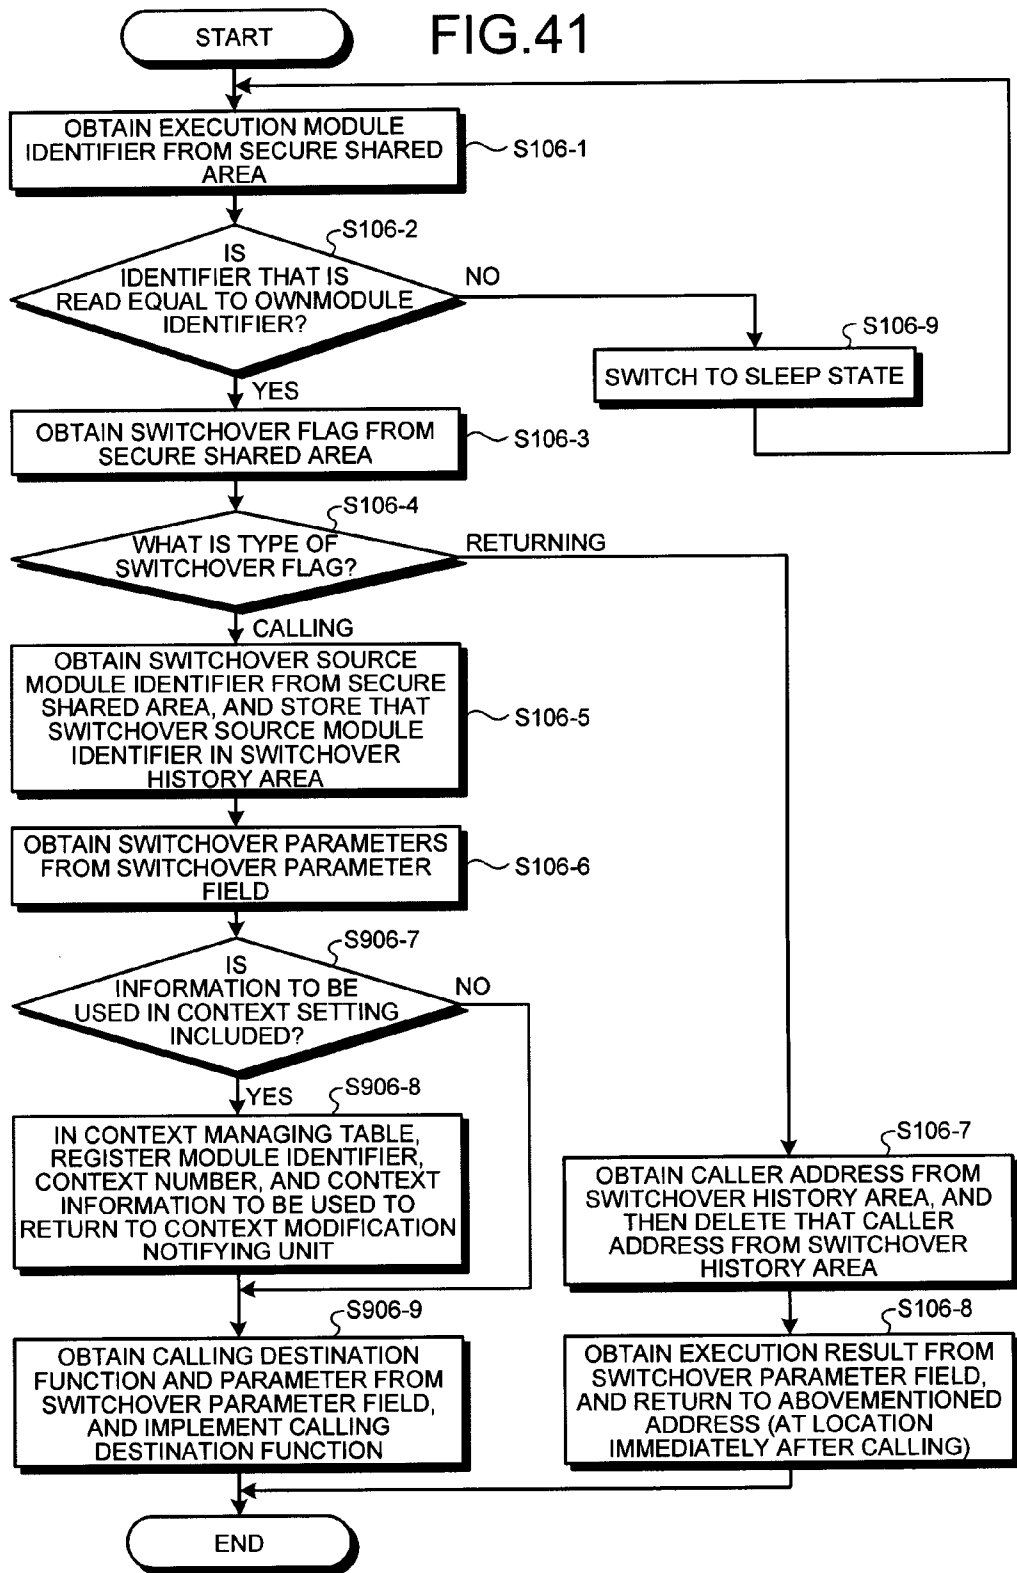 FIG.41
START
OBTAIN EXECUTION MODULE
IDENTIFIER FROM SECURE SHARED
AREA
S106-1
S106-2
IS
IDENTIFIER THAT IS
READ EQUAL TO OWNMODULE
IDENTIFIER?
NO
S106-9
SWITCH TO SLEEP STATE
YES
OBTAIN SWITCHOVER FLAG FROM
SECURE SHARED AREA
S106-3
S106-4
WHAT IS TYPE OF
SWITCHOVER FLAG?
RETURNING
CALLING
OBTAIN SWITCHOVER SOURCE
MODULE IDENTIFIER FROM SECURE
SHARED AREA, AND STORE THAT
SWITCHOVER SOURCE MODULE
IDENTIFIER IN SWITCHOVER
HISTORY AREA
S106-5
OBTAIN SWITCHOVER PARAMETERS
FROM SWITCHOVER PARAMETER
FIELD
S106-6
S906-7
IS
INFORMATION TO BE
USED IN CONTEXT SETTING
INCLUDED?
NO
YES
S906-8
IN CONTEXT MANAGING TABLE,
REGISTER MODULE IDENTIFIER,
CONTEXT NUMBER, AND CONTEXT
INFORMATION TO BE USED TO
RETURN TO CONTEXT MODIFICATION
NOTIFYING UNIT
S106-7
OBTAIN CALLER ADDRESS FROM
SWITCHOVER HISTORY AREA, AND
THEN DELETE THAT CALLER
ADDRESS FROM SWITCHOVER
HISTORY AREA
S906-9
OBTAIN CALLING DESTINATION
FUNCTION AND PARAMETER FROM
SWITCHOVER PARAMETER FIELD,
AND IMPLEMENT CALLING
DESTINATION FUNCTION
S106-8
OBTAIN EXECUTION RESULT FROM
SWITCHOVER PARAMETER FIELD,
AND RETURN TO ABOVEMENTIONED
ADDRESS (AT LOCATION
IMMEDIATELY AFTER CALLING)
END